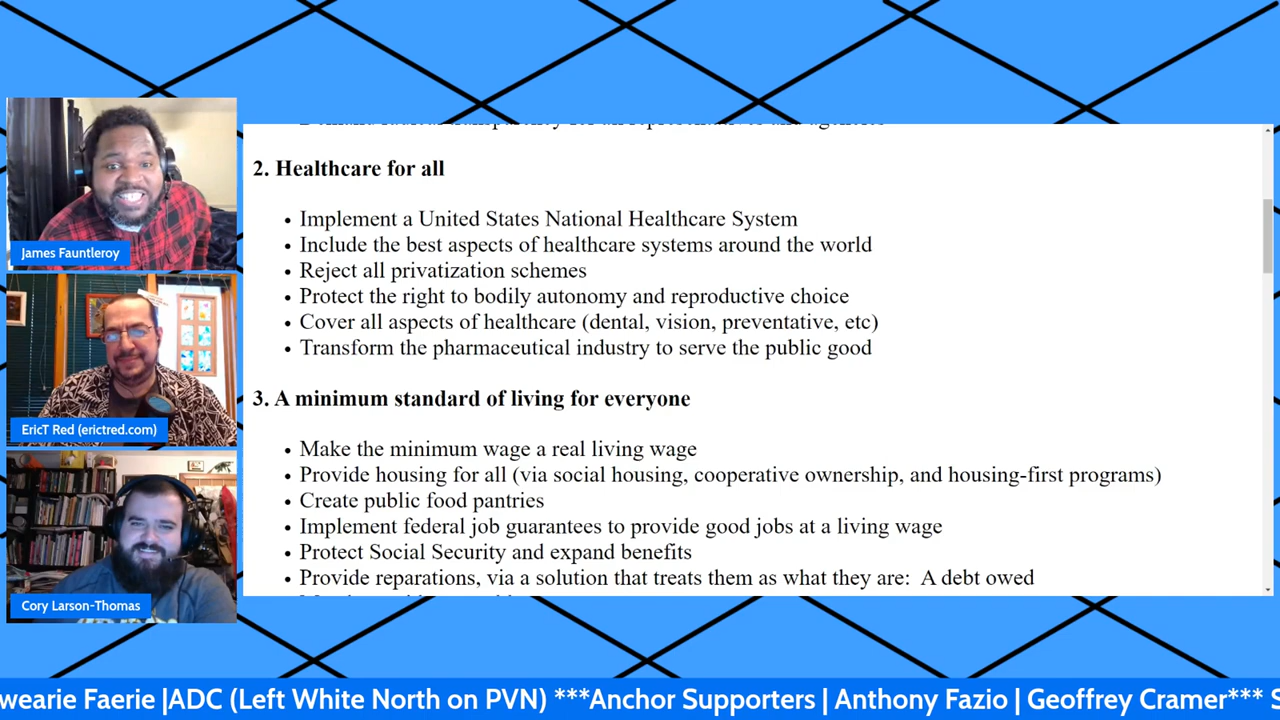 James Fauntleroy
EricT Red (erictred.com)
Cory Larson-Thomas
2. Healthcare for all
Implement a United States National Healthcare System
Include the best aspects of healthcare systems around the world
Reject all privatization schemes
Protect the right to bodily autonomy and reproductive choice
Cover all aspects of healthcare (dental, vision, preventative, etc)
Transform the pharmaceutical industry to serve the public good
3. A minimum standard of living for everyone
Make the minimum wage a real living wage
Provide housing for all (via social housing, cooperative ownership, and housing-first programs)
Create public food pantries
Implement federal job guarantees to provide good jobs at a living wage
Protect Social Security and expand benefits
Provide reparations, via a solution that treats them as what they are:  A debt owed
wearie Faerie |ADC (Left White North on PVN) ***Anchor Supporters | Anthony Fazio | Geoffrey Cramer*** S